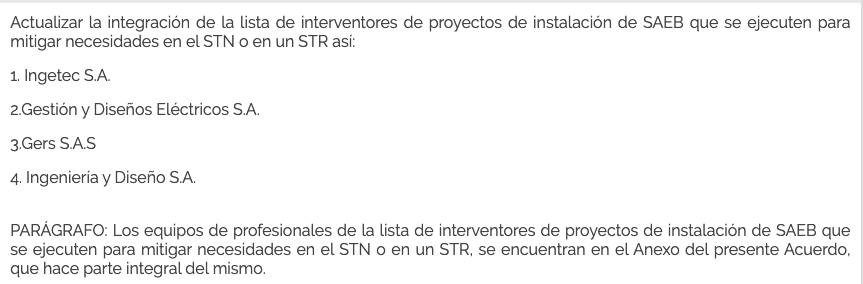 Actualizar la integración de la lista de interventores de proyectos de instalación de SAEB que se ejecuten para
mitigar necesidades en el STN o en un STR así:
1. Ingetec S.A.
2.Gestión y Diseños Eléctricos S.A.
3.Gers S.A.S
4. Ingeniería y Diseño S.A.
PARÁGRAFO: Los equipos de profesionales de la lista de interventores de proyectos de instalación de SAEB que
se ejecuten para mitigar necesidades en el STN o en un STR, se encuentran en el Anexo del presente Acuerdo,
que hace parte integral del mismo.